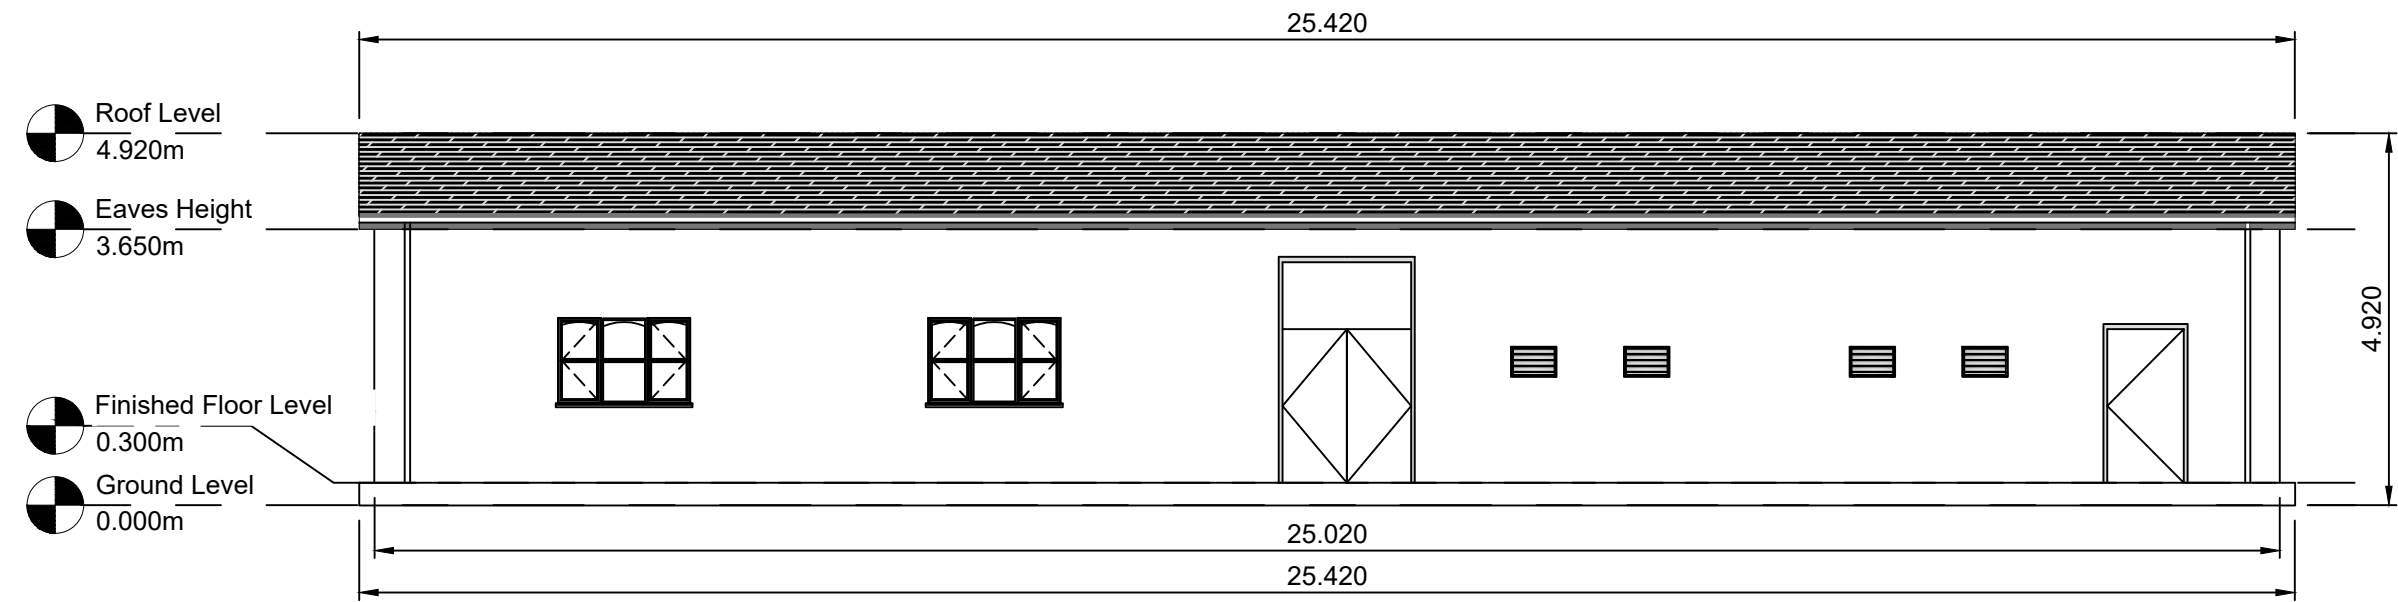 25.420
Roof Level
4.920m
Eaves Height
3.650m
4.920
Finished Floor Level
0.300m
Ground Level
0.000m
25.020
25.420